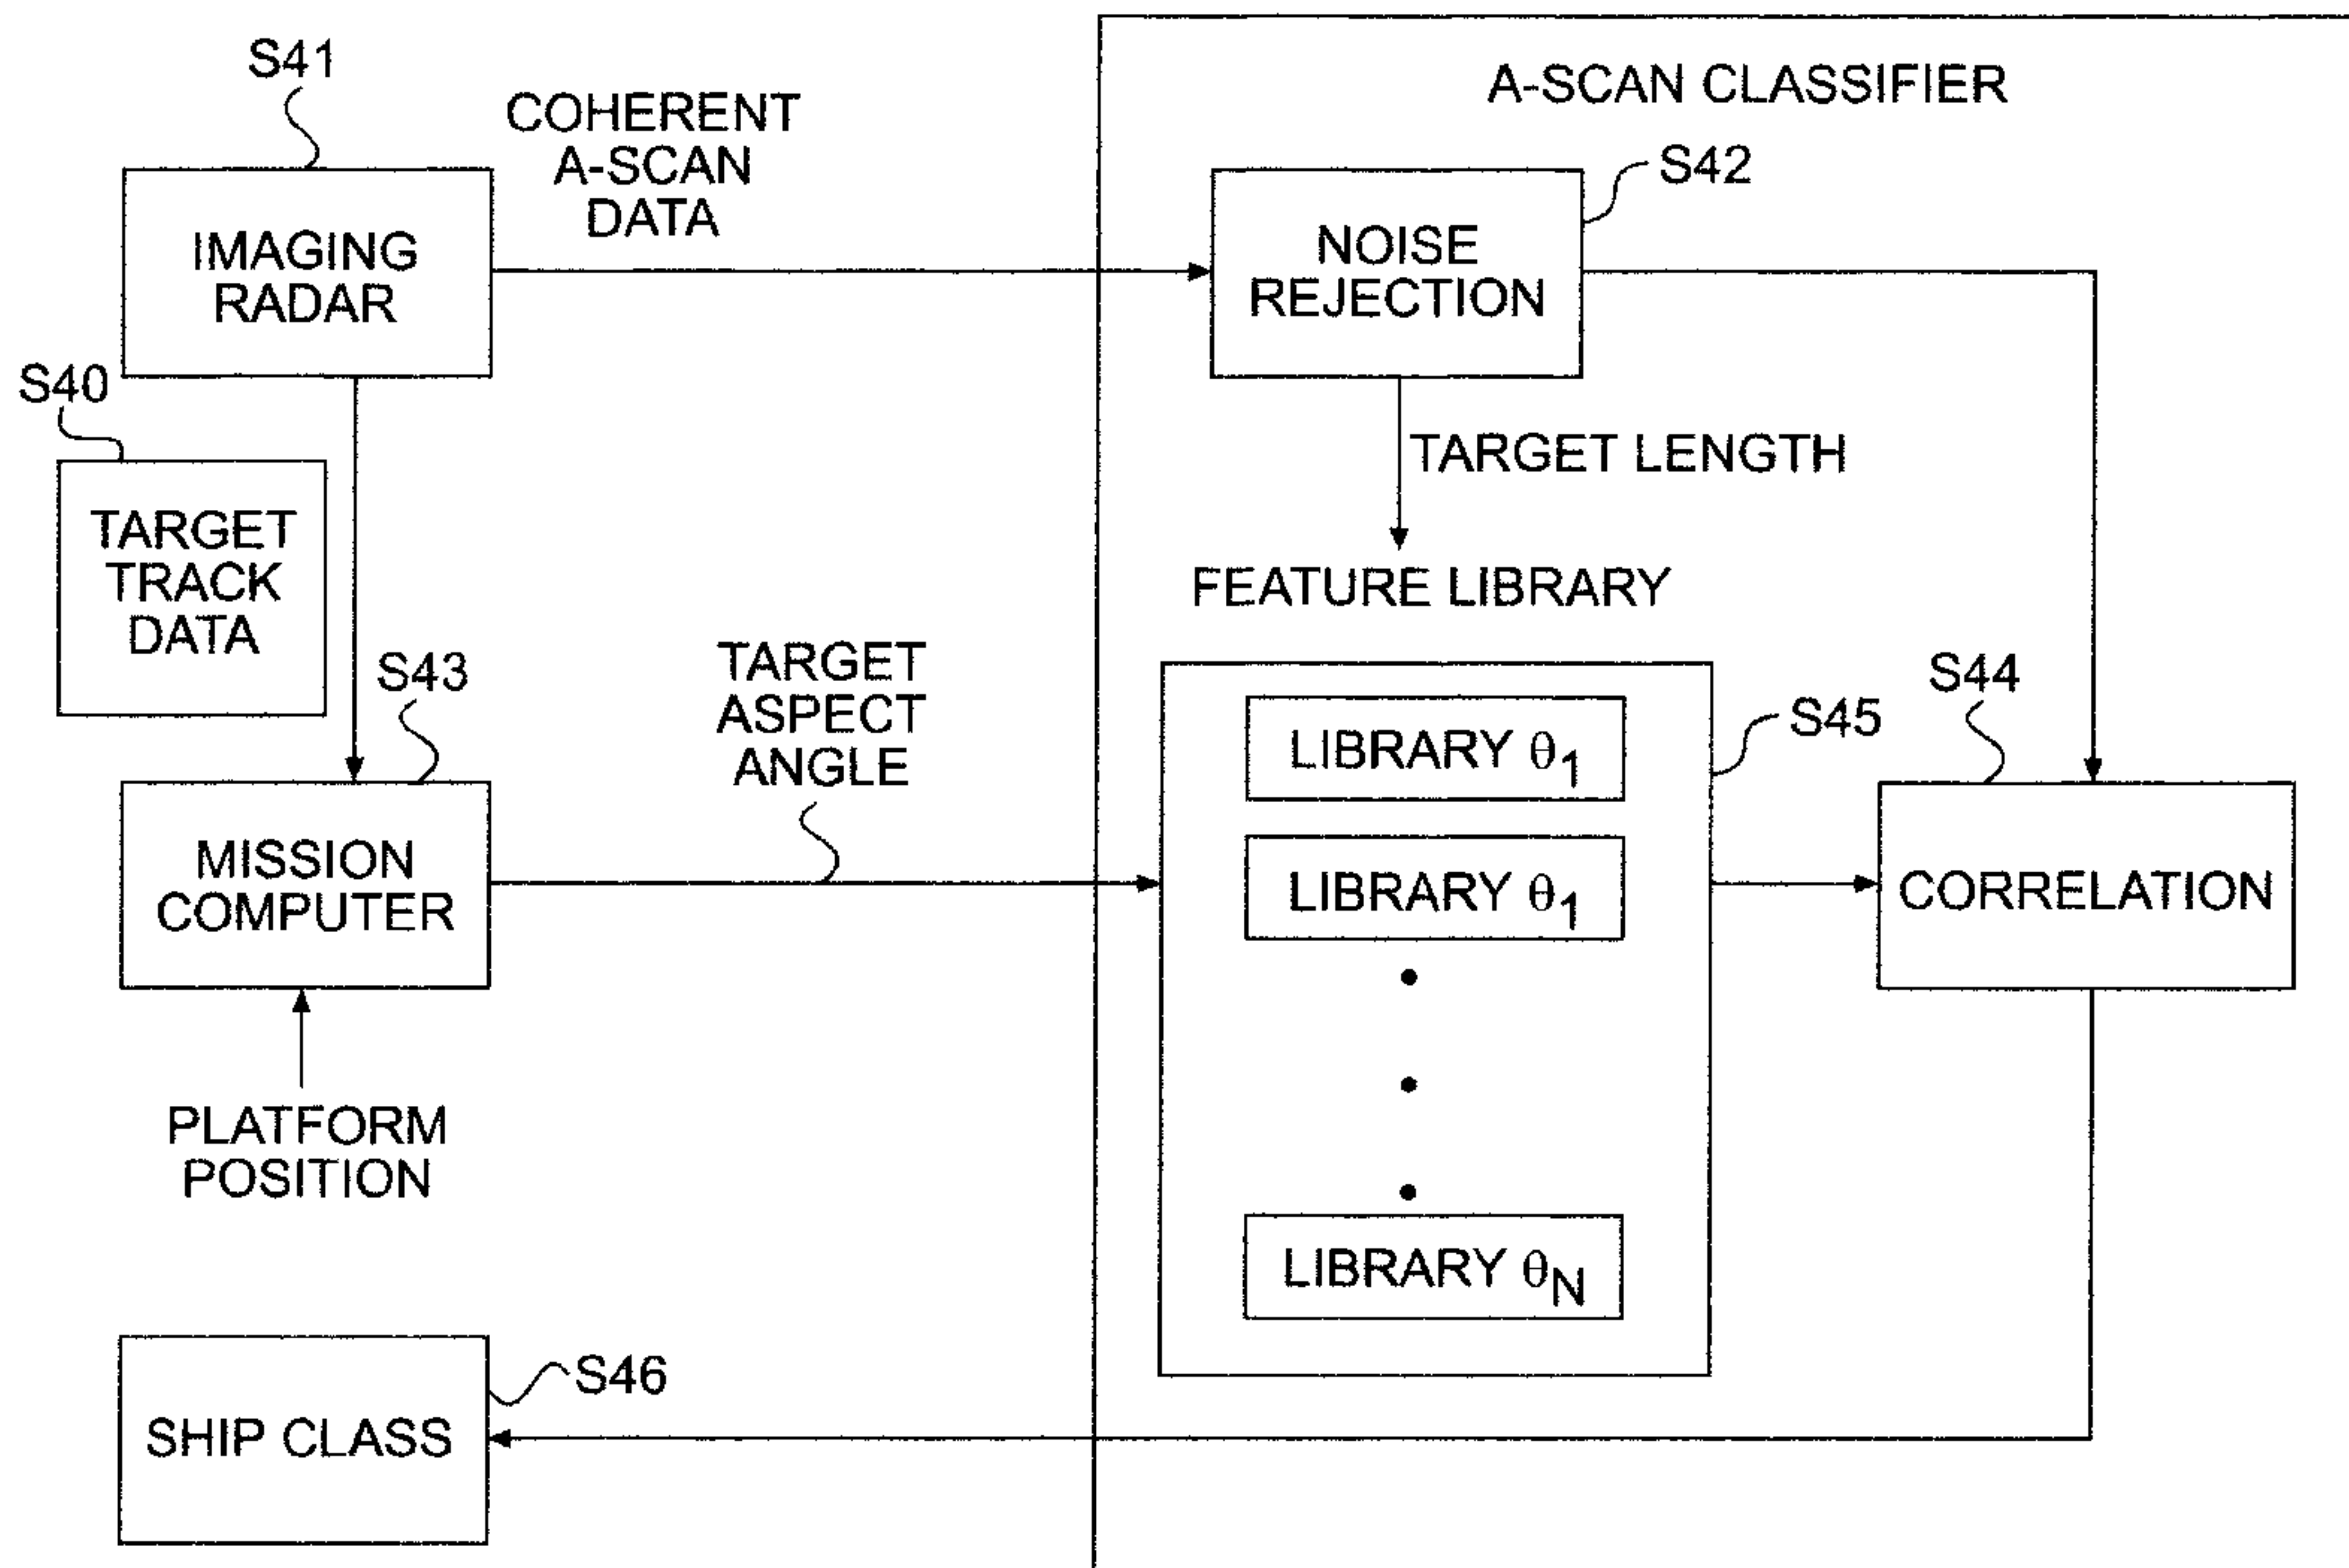 S41
COHERENT
A-SCAN
DATA
A-SCAN CLASSIFIER
S42
IMAGING
RADAR
NOISE
REJECTION
S40
TARGET
TRACK
DATA
TARGET LENGTH
FEATURE LIBRARY
S43
TARGET
ASPECT
ANGLE
LIBRARY θ1
S45
S44
MISSION
COMPUTER
LIBRARY θ1
CORRELATION
PLATFORM
POSITION
LIBRARY θN
SHIP CLASS
S46